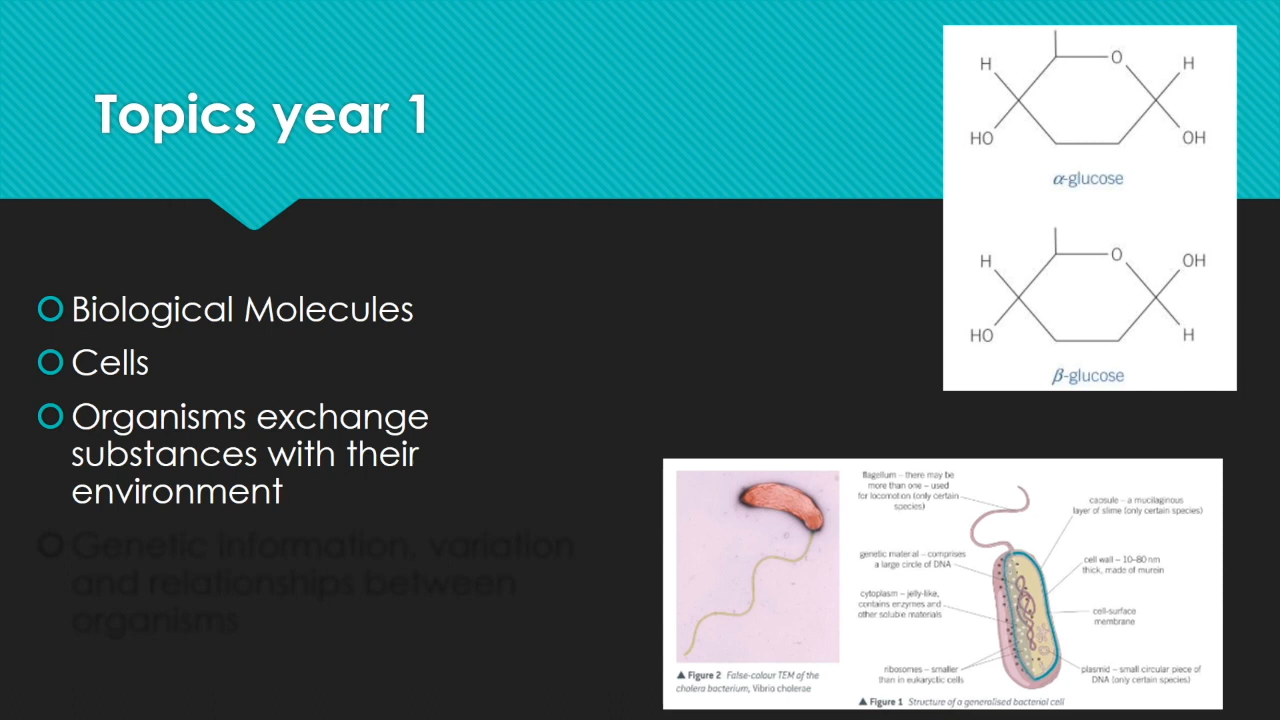 Topics year 1
Biological Molecules
Cells
Organisms exchange
substances with their
environment
Genetic information, variation
and relationships between
organisms
H
O
H
HO
OH
α-glucose
H
O
OH
HO
H
β-glucose
▲ Figure 2 False-colour TEM of the
cholera bacterium, Vibrio cholerae
flagellum – there may be
more than one – used
for locomotion (only certain
species)
genetic material – comprises
a large circle of DNA
cytoplasm – jelly-like,
contains enzymes and
other soluble materials
ribosomes – smaller
than in eukaryotic cells
capsule – a mucilaginous
layer of slime (only certain species)
cell wall – 10–80 nm
thick, made of murein
cell-surface
membrane
plasmid – small circular piece of
DNA (only certain species)
▲ Figure 1 Structure of a generalised bacterial cell